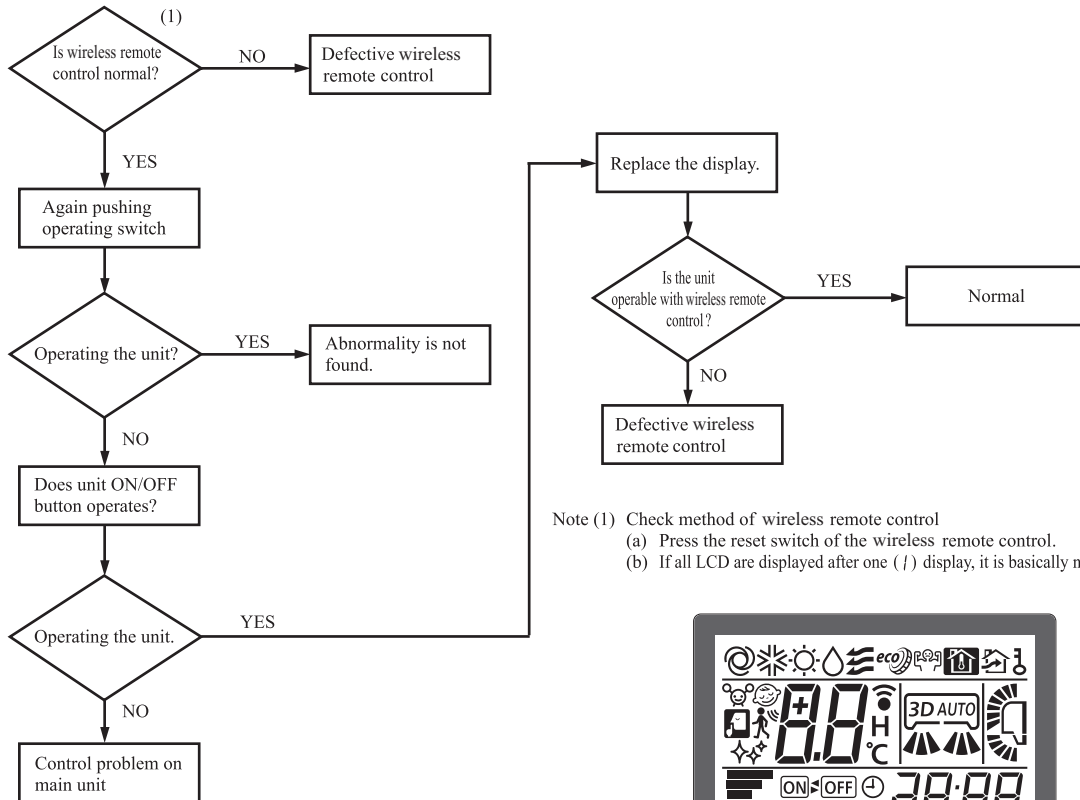 (1)
Is wireless remote
control normal?
NO
Defective wireless
remote control
YES
Again pushing
operating switch
Operating the unit?
YES
Abnormality is not
found.
NO
Does unit ON/OFF
button operates?
Operating the unit.
YES
NO
Control problem on
main unit
Replace the display.
Is the unit
operable with wireless remote
control ?
YES
Normal
NO
Defective wireless
remote control
Note (1) Check method of wireless remote control
(a) Press the reset switch of the wireless remote control.
(b) If all LCD are displayed after one ( / ) display, it is basically
eco
8.8
H
°C
3D AUTO
ON OFF